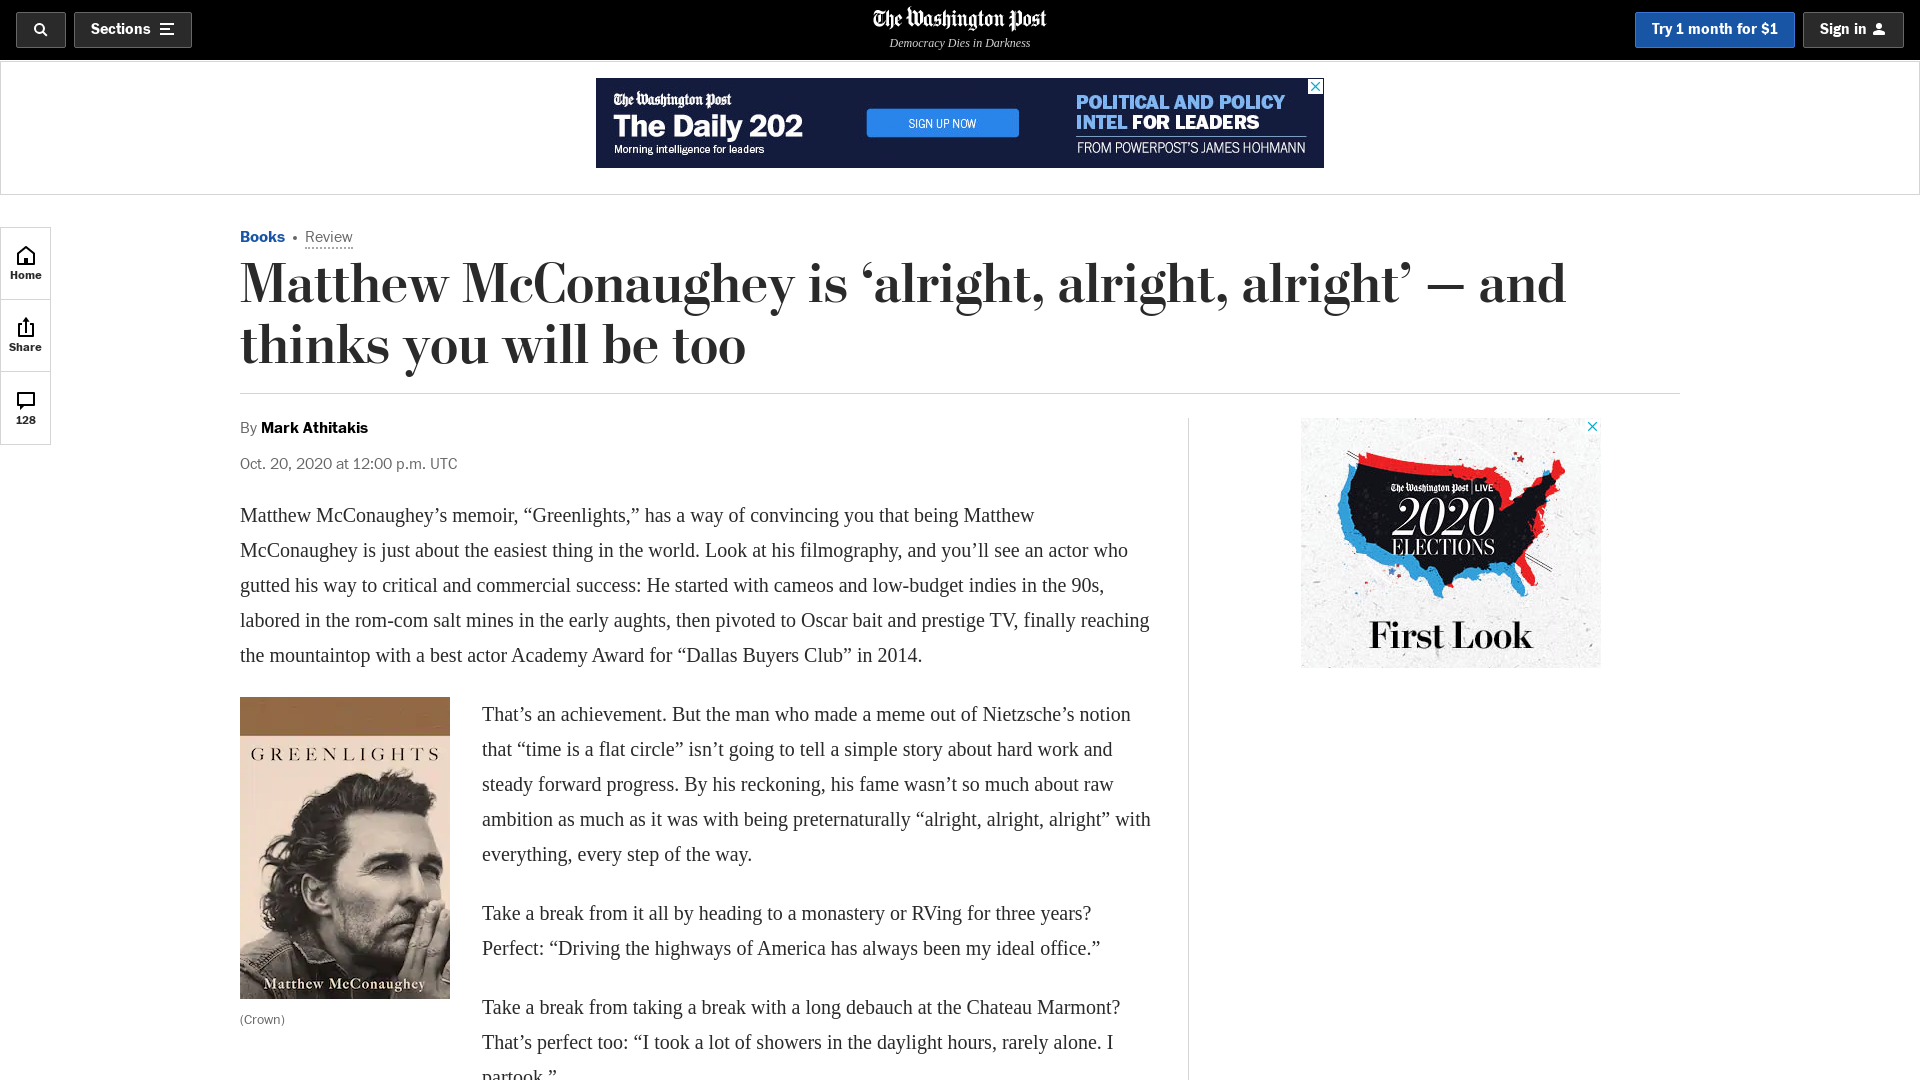 Sections
The Washington Post
Democracy Dies in Darkness
Try 1 month for $1
Sign in
The Washington Post
The Daily 202
Morning intelligence for leaders
SIGN UP NOW
POLITICAL AND POLICY
INTEL FOR LEADERS
FROM POWERPOST'S JAMES HOHMANN
Home
Share
128
Books • Review
Matthew McConaughey is ‘alright, alright, alright’ — and
thinks you will be too
By Mark Athitakis
Oct. 20, 2020 at 12:00 p.m. UTC
Matthew McConaughey’s memoir, “Greenlights,” has a way of convincing you that being Matthew
McConaughey is just about the easiest thing in the world. Look at his filmography, and you’ll see an actor who
gutted his way to critical and commercial success: He started with cameos and low-budget indies in the 90s,
labored in the rom-com salt mines in the early aughts, then pivoted to Oscar bait and prestige TV, finally reaching
the mountaintop with a best actor Academy Award for “Dallas Buyers Club” in 2014.
GREENLIGHTS
Matthew McConaughey
(Crown)
That’s an achievement. But the man who made a meme out of Nietzsche’s notion
that “time is a flat circle” isn’t going to tell a simple story about hard work and
steady forward progress. By his reckoning, his fame wasn’t so much about raw
ambition as much as it was with being preternaturally “alright, alright, alright” with
everything, every step of the way.
Take a break from it all by heading to a monastery or RVing for three years?
Perfect: “Driving the highways of America has always been my ideal office.”
Take a break from taking a break with a long debauch at the Chateau Marmont?
That’s perfect too: “I took a lot of showers in the daylight hours, rarely alone. I
partook.”
The Washington Post LIVE
2020
ELECTIONS
First Look